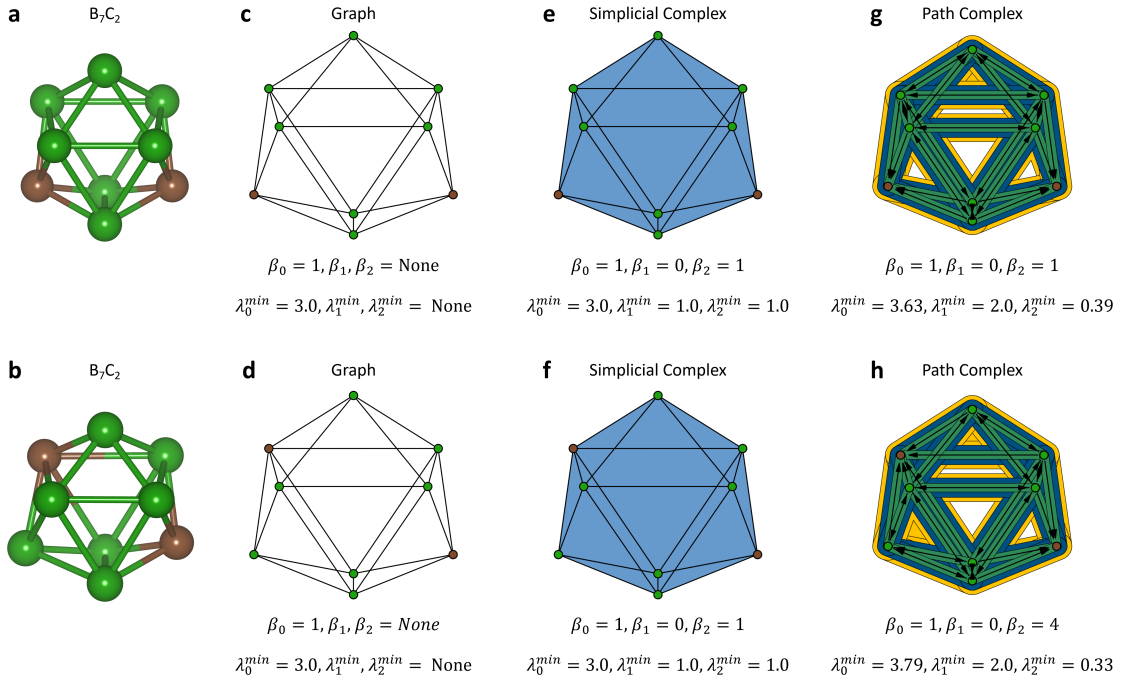 a B₇C₂ c Graph e Simplicial Complex g Path Complex
β₀ = 1, β₁, β₂ = None β₀ = 1, β₁ = 0, β₂ = 1 β₀ = 1, β₁ = 0, β₂ = 1
λ₀ᵐⁱⁿ = 3.0, λ₁ᵐⁱⁿ, λ₂ᵐⁱⁿ = None λ₀ᵐⁱⁿ = 3.0, λ₁ᵐⁱⁿ = 1.0, λ₂ᵐⁱⁿ = 1.0 λ₀ᵐⁱⁿ = 3.63, λ₁ᵐⁱⁿ = 2.0, λ₂ᵐⁱⁿ = 0.39
b B₇C₂ d Graph f Simplicial Complex h Path Complex
β₀ = 1, β₁, β₂ = None β₀ = 1, β₁ = 0, β₂ = 1 β₀ = 1, β₁ = 0, β₂ = 4
λ₀ᵐⁱⁿ = 3.0, λ₁ᵐⁱⁿ, λ₂ᵐⁱⁿ = None λ₀ᵐⁱⁿ = 3.0, λ₁ᵐⁱⁿ = 1.0, λ₂ᵐⁱⁿ = 1.0 λ₀ᵐⁱⁿ = 3.79, λ₁ᵐⁱⁿ = 2.0, λ₂ᵐⁱⁿ = 0.33